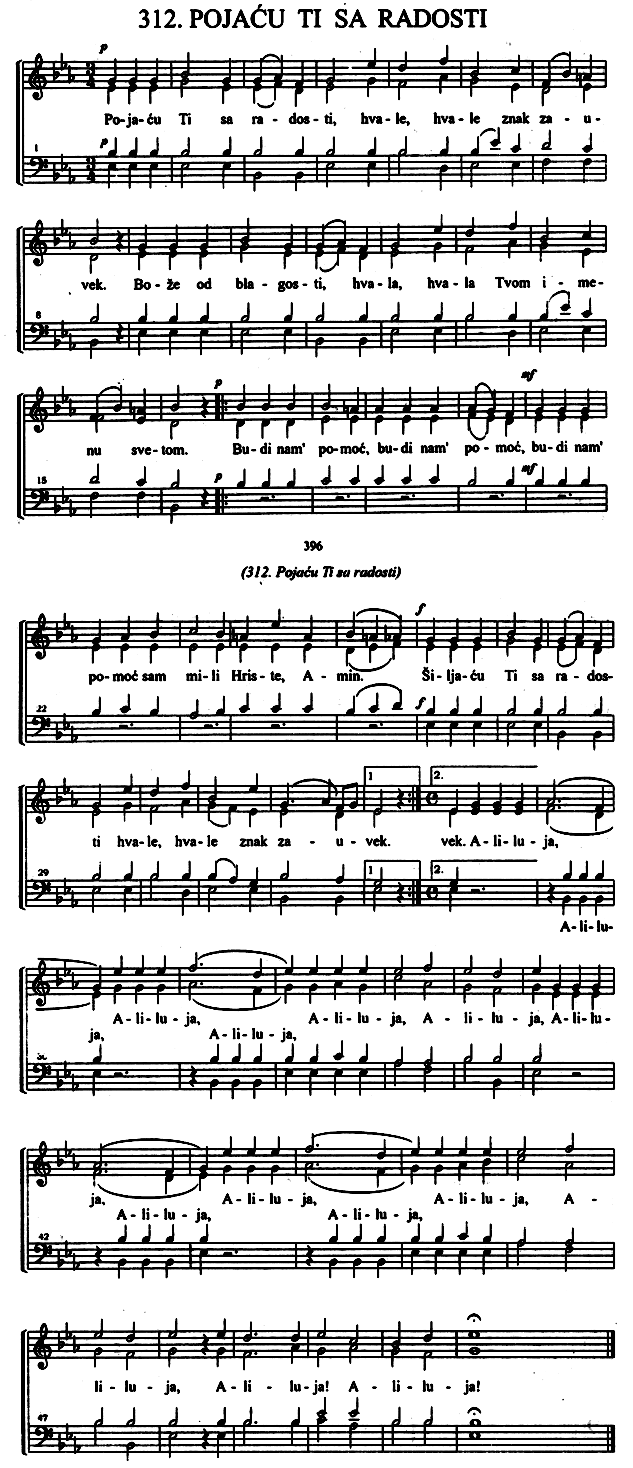 312. POJAĆU TI SA RADOSTI
p
Po-ja-ću Ti sa ra - dos - ti, hva - le, hva - le znak za - u -
p
1
vek. Bo - že od bla - gos - ti, hva - la, hva - la Tvom i - me-
8
p mf
nu sve - tom. Bu-di nam' po-moć, bu-di nam' po - moć, bu-di nam'
15 p mf
396
(312. Pojaću Ti sa radosti)
f
po-moć sam mi-li Hris-te, A - min. Ši-lja-ću Ti sa ra-dos-
22 f
1 2.
ti hva-le, hva-le znak za - u - vek. vek. A-li-lu-ja,
29 1 2.
A-li-lu-
A - li - lu - ja, A - li - lu - ja, A - li - lu - ja, A-li-lu-
ja, A - li - lu - ja,
36
ja, A - li - lu - ja, A - li - lu - ja, A -
A - li - lu - ja, A - li - lu - ja,
42
li - lu - ja, A - li - lu - ja! A - li - lu - ja!
47